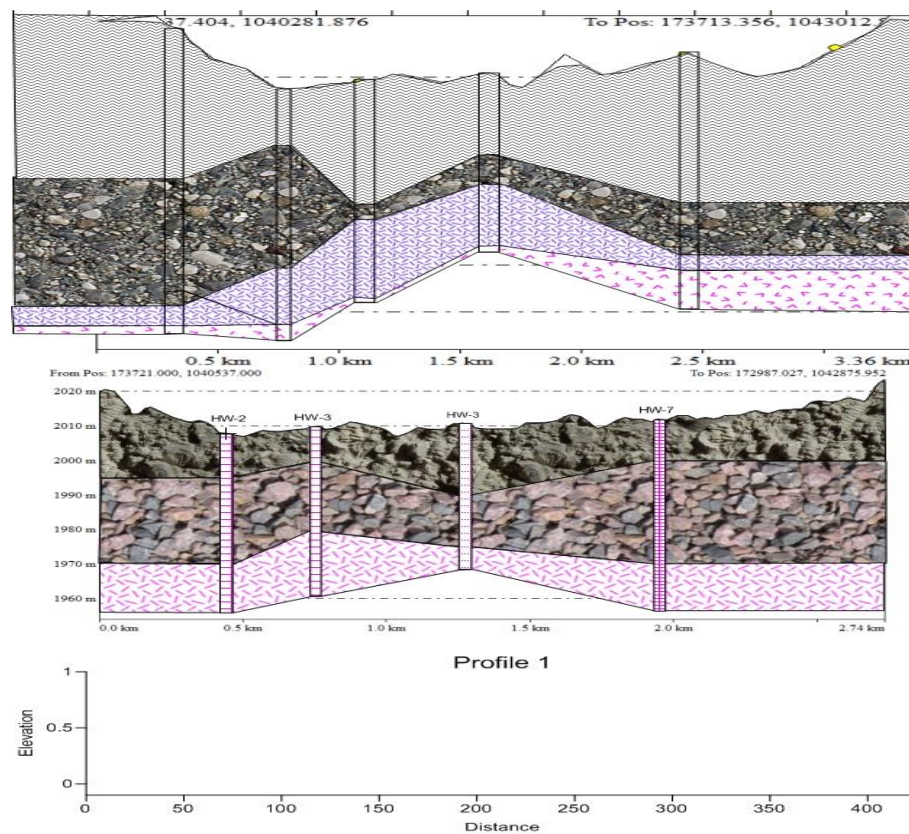 37.404, 1040281.876 To Pos: 173713.356, 1043012.
0.5 km 1.0 km 1.5 km 2.0 km 2.5 km 3.36 km
From Pos: 173721.000, 1040537.000 To Pos: 172987.027, 1042875.952
2020 m
HW-2 HW-3 HW-3 HW-7
2010 m
2000 m
1990 m
1980 m
1970 m
1960 m
0.0 km 0.5 km 1.0 km 1.5 km 2.0 km 2.74 km
Profile 1
1
0.5
0
Elevation
0 50 100 150 200 250 300 350 400
Distance